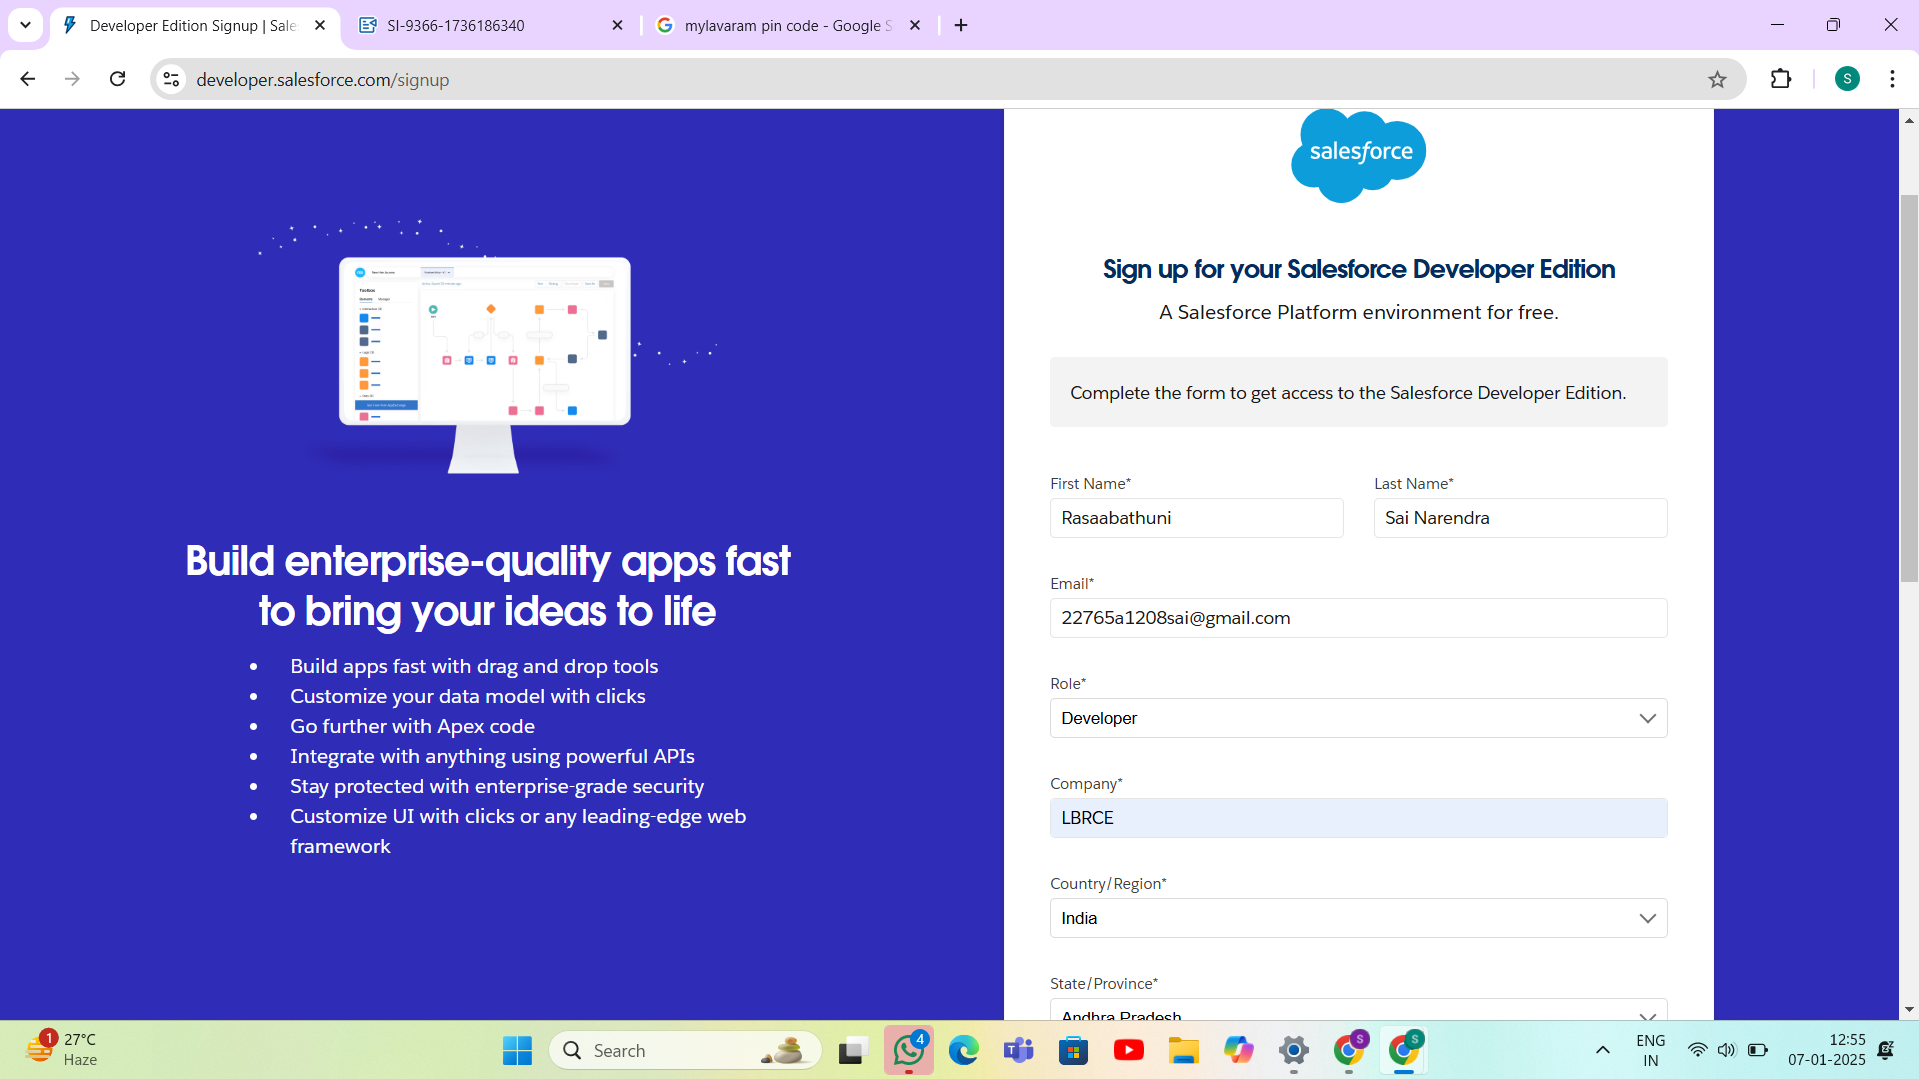 Developer Edition Signup | Sale
SI-9366-1736186340
mylavaram pin code - Google S
developer.salesforce.com/signup
S
salesforce
Sign up for your Salesforce Developer Edition
A Salesforce Platform environment for free.
Complete the form to get access to the Salesforce Developer Edition.
First Name*
Last Name*
Rasaabathuni
Sai Narendra
Email*
22765a1208sai@gmail.com
Role*
Developer
Company*
LBRCE
Country/Region*
India
State/Province*
Andhra Pradesh
Build enterprise-quality apps fast
to bring your ideas to life
• Build apps fast with drag and drop tools
• Customize your data model with clicks
• Go further with Apex code
• Integrate with anything using powerful APIs
• Stay protected with enterprise-grade security
• Customize UI with clicks or any leading-edge web
framework
1
27°C
Haze
Search
4
S
S
ENG
IN
12:55
07-01-2025